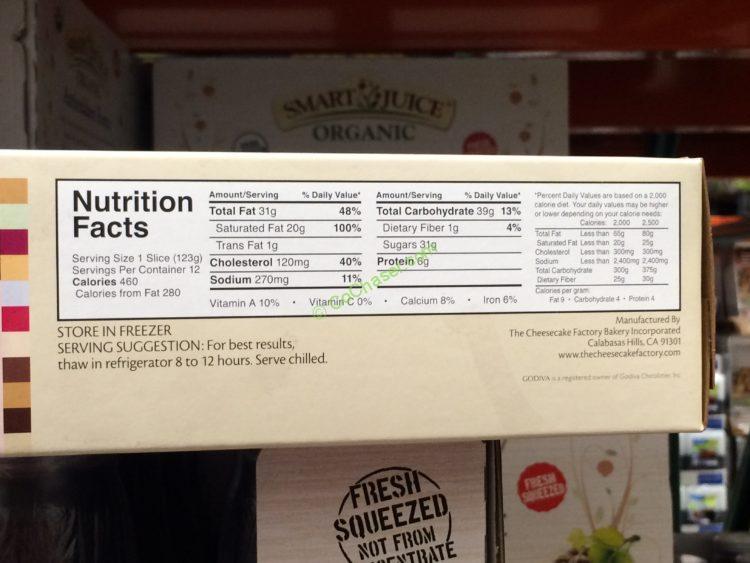 SMART JUICE
ORGANIC
Nutrition
Facts
Serving Size 1 Slice (123g)
Servings Per Container 12
Calories 460
Calories from Fat 280
Amount/Serving % Daily Value*
Total Fat 31g 48%
Saturated Fat 20g 100%
Trans Fat 1g
Cholesterol 120mg 40%
Sodium 270mg 11%
Amount/Serving % Daily Value*
Total Carbohydrate 39g 13%
Dietary Fiber 1g 4%
Sugars 31g
Protein 6g
Vitamin A 10% • Vitamin C 0% • Calcium 8% • Iron 6%
*Percent Daily Values are based on a 2,000
calorie diet. Your daily values may be higher
or lower depending on your calorie needs:
Calories: 2,000 2,500
Total Fat Less than 65g 80g
Saturated Fat Less than 20g 25g
Cholesterol Less than 300mg 300mg
Sodium Less than 2,400mg 2,400mg
Total Carbohydrate 300g 375g
Dietary Fiber 25g 30g
Calories per gram:
Fat 9 • Carbohydrate 4 • Protein 4
STORE IN FREEZER
SERVING SUGGESTION: For best results,
thaw in refrigerator 8 to 12 hours. Serve chilled.
Manufactured By
The Cheesecake Factory Bakery Incorporated
Calabasas Hills, CA 91301
www.thecheesecakefactory.com
GODIVA is a registered owner of Godiva Chocolatier, Inc.
FRESH
SQUEEZED
NOT FROM
FRESH
SQUEEZED